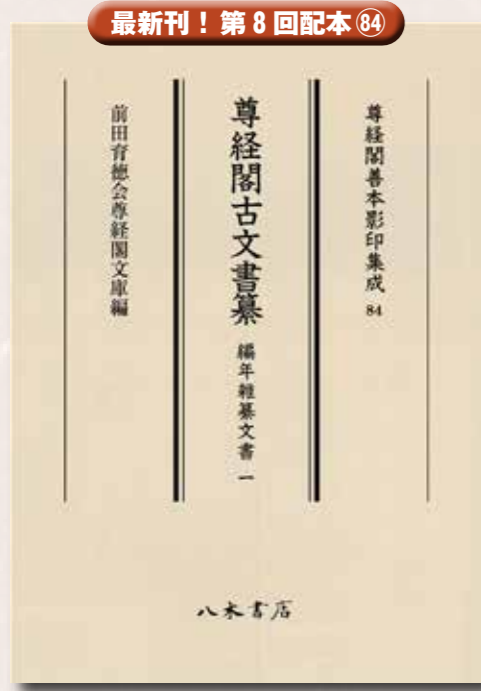 最新刊！第8回配本84
尊経閣善本影印集成 84
尊経閣古文書纂 編年雑纂文書 一
前田育徳会尊経閣文庫編
八木書店